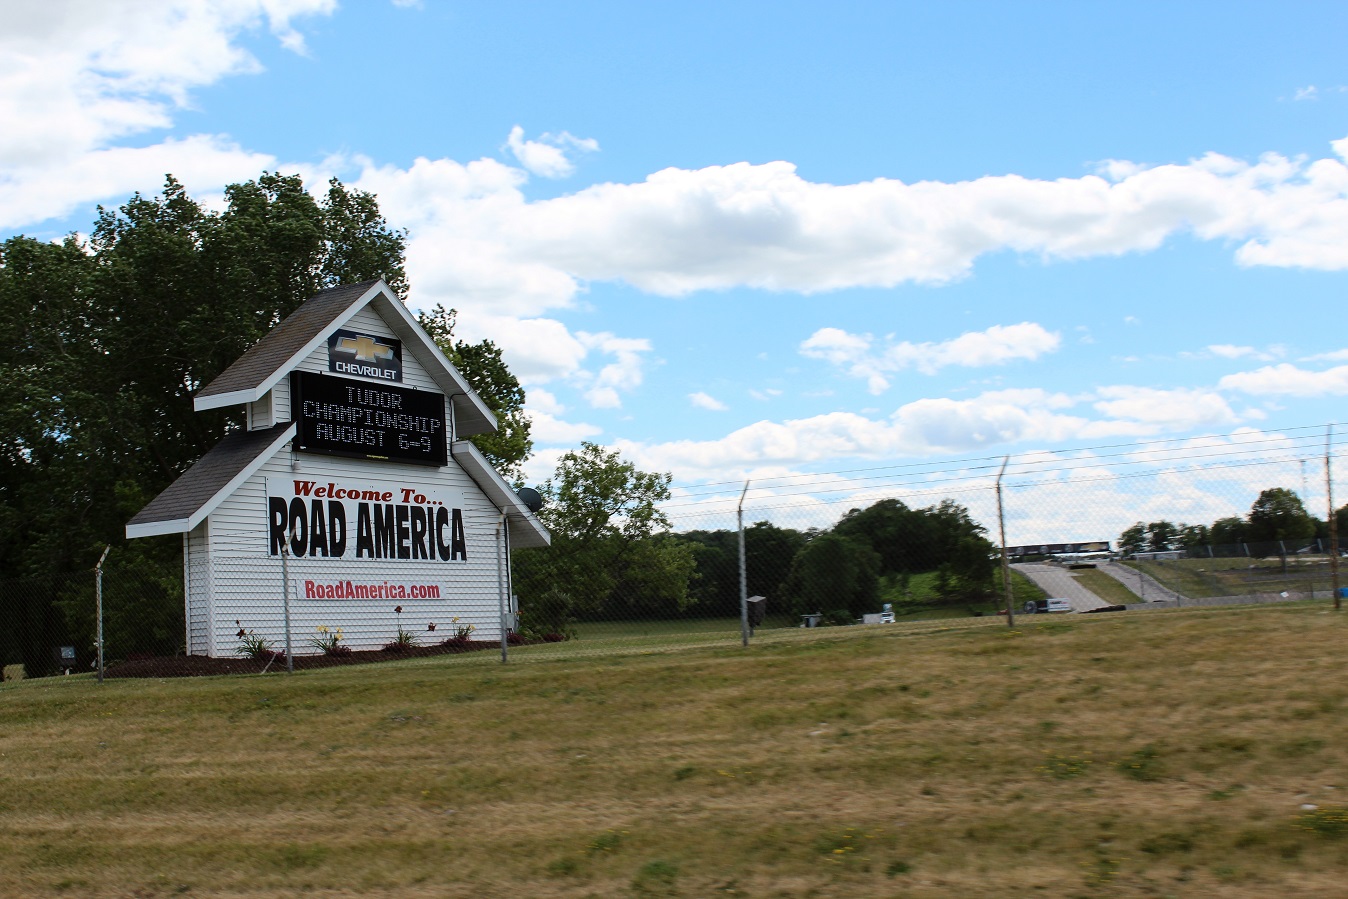 CHEVROLET
TUDOR
CHAMPIONSHIP
AUGUST 6-9
Welcome To...
ROAD AMERICA
RoadAmerica.com